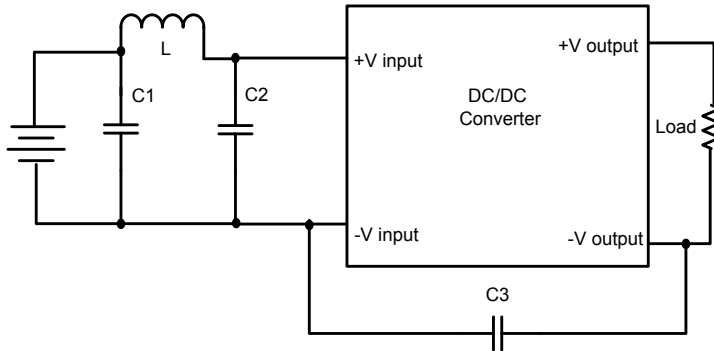 L
C1
C2
+V input
+V output
DC/DC
Converter
Load
-V input
-V output
C3